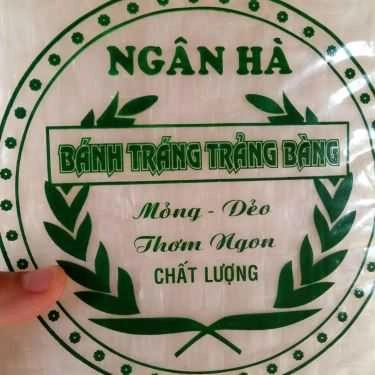 NGÂN HÀ
BÁNH TRÁNG TRẢNG BÀNG
Mỏng - Dẻo
Thơm Ngon
CHẤT LƯỢNG